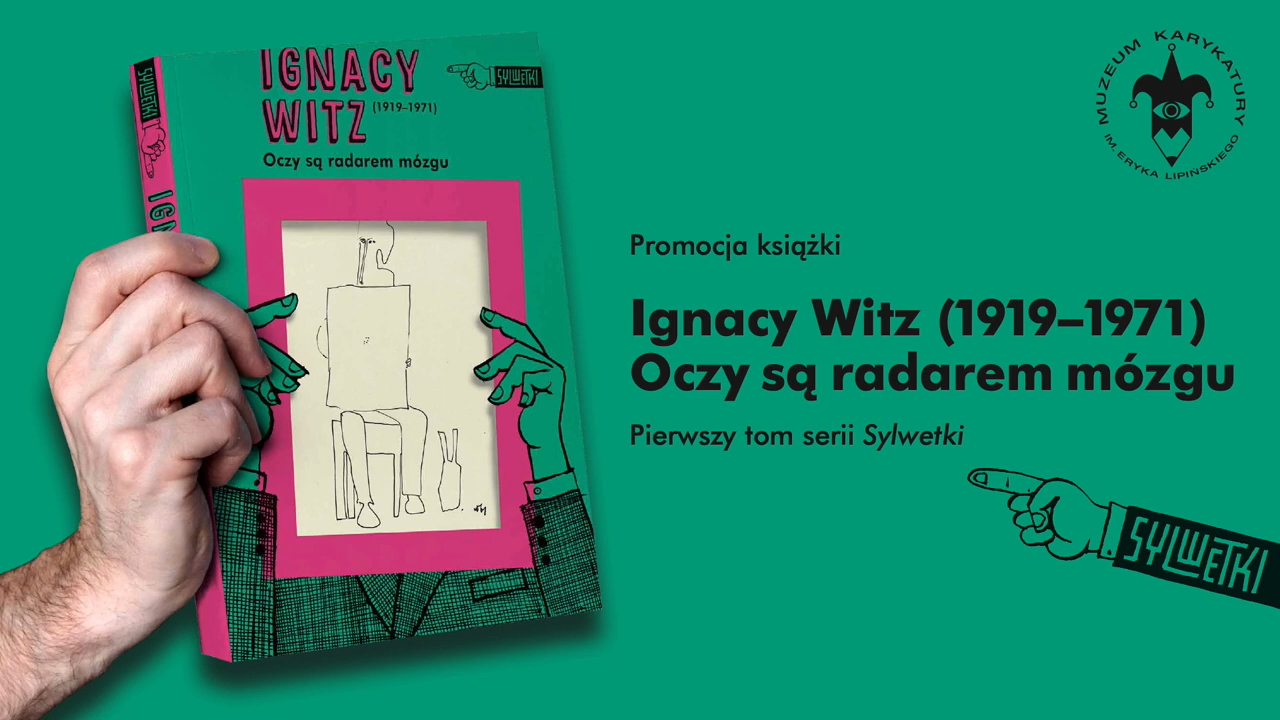 IGNACY
WITZ (1919–1971)
Oczy są radarem mózgu
SYLWETKI
SYLWETKI
MUZEUM KARYKATURY
IM. ERYKA LIPIŃSKIEGO
Promocja książki
Ignacy Witz (1919–1971)
Oczy są radarem mózgu
Pierwszy tom serii Sylwetki
SYLWETKI